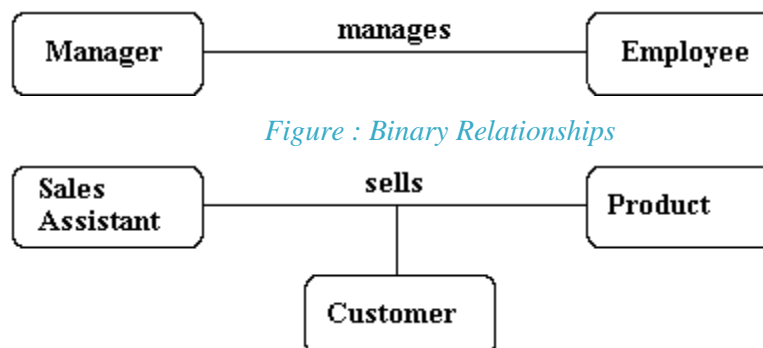 manages
Manager
Employee
Figure : Binary Relationships
sells
Sales
Assistant
Product
Customer